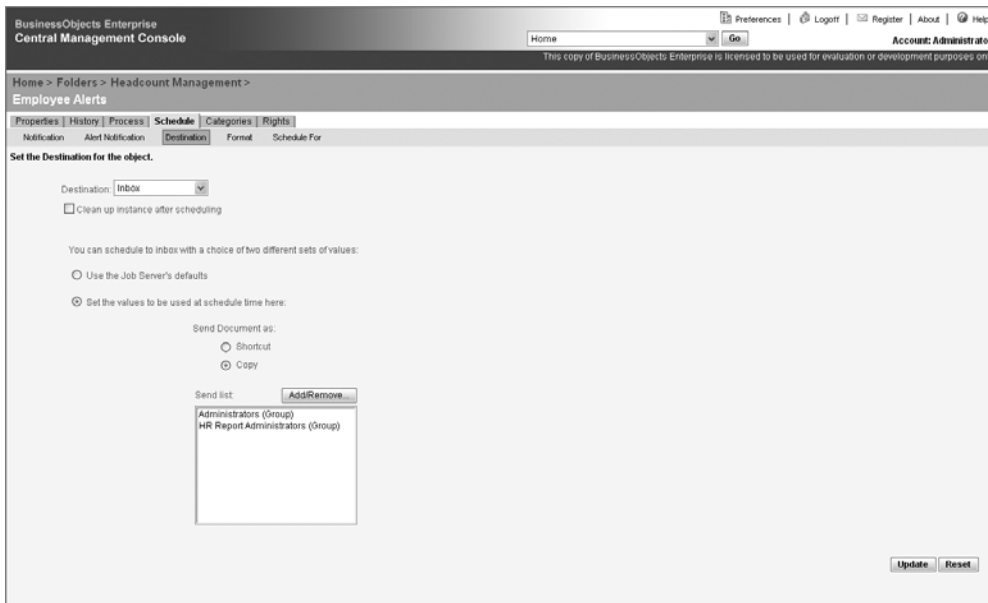 BusinessObjects Enterprise
Central Management Console
Preferences | Logoff | Register | About | Help
Home Go
Account: Administrato
This copy of BusinessObjects Enterprise is licensed to be used for evaluation or development purposes on
Home > Folders > Headcount Management >
Employee Alerts
Properties | History | Process | Schedule | Categories | Rights |
Notification Alert Notification Destination Format Schedule For
Set the Destination for the object.
Destination: Inbox
Clean up instance after scheduling
You can schedule to inbox with a choice of two different sets of values:
Use the Job Server's defaults
Set the values to be used at schedule time here:
Send Document as:
Shortcut
Copy
Send list: Add/Remove...
Administrators (Group)
HR Report Administrators (Group)
Update Reset